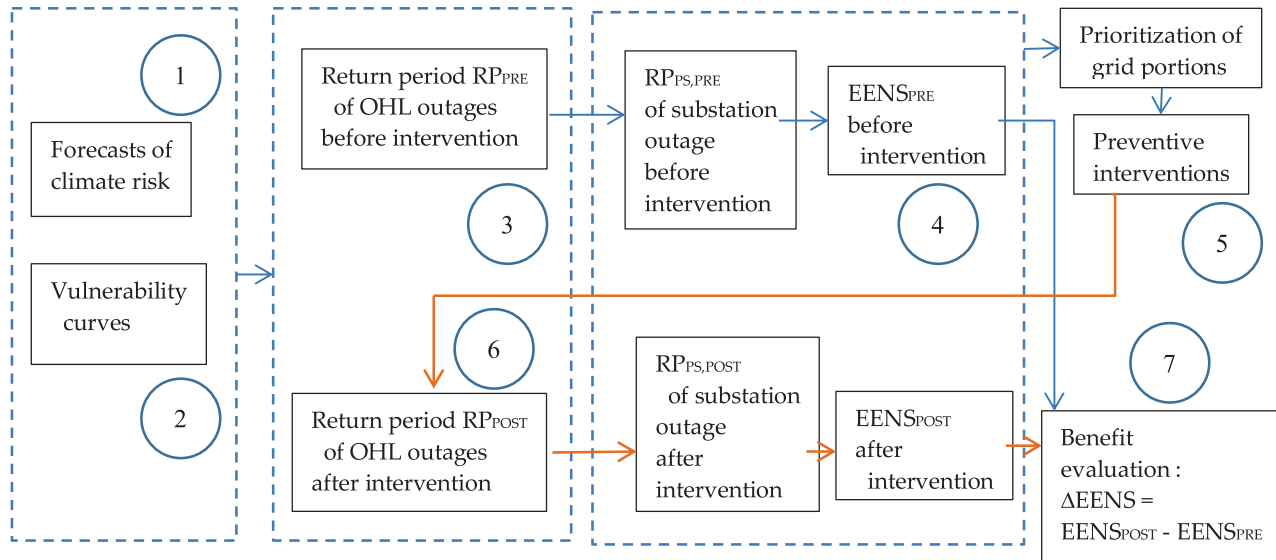 1
Forecasts of
climate risk
Vulnerability
curves
2
Return period RPPRE
of OHL outages
before intervention
3
6
Return period RPPOST
of OHL outages
after intervention
RPPS,PRE
of substation
outage
before
intervention
EENSPRE
before
intervention
4
RPPS,POST
of substation
outage
after
intervention
EENSPOST
after
intervention
Prioritization of
grid portions
Preventive
interventions
5
7
Benefit
evaluation :
ΔEENS =
EENSPOST - EENSPRE